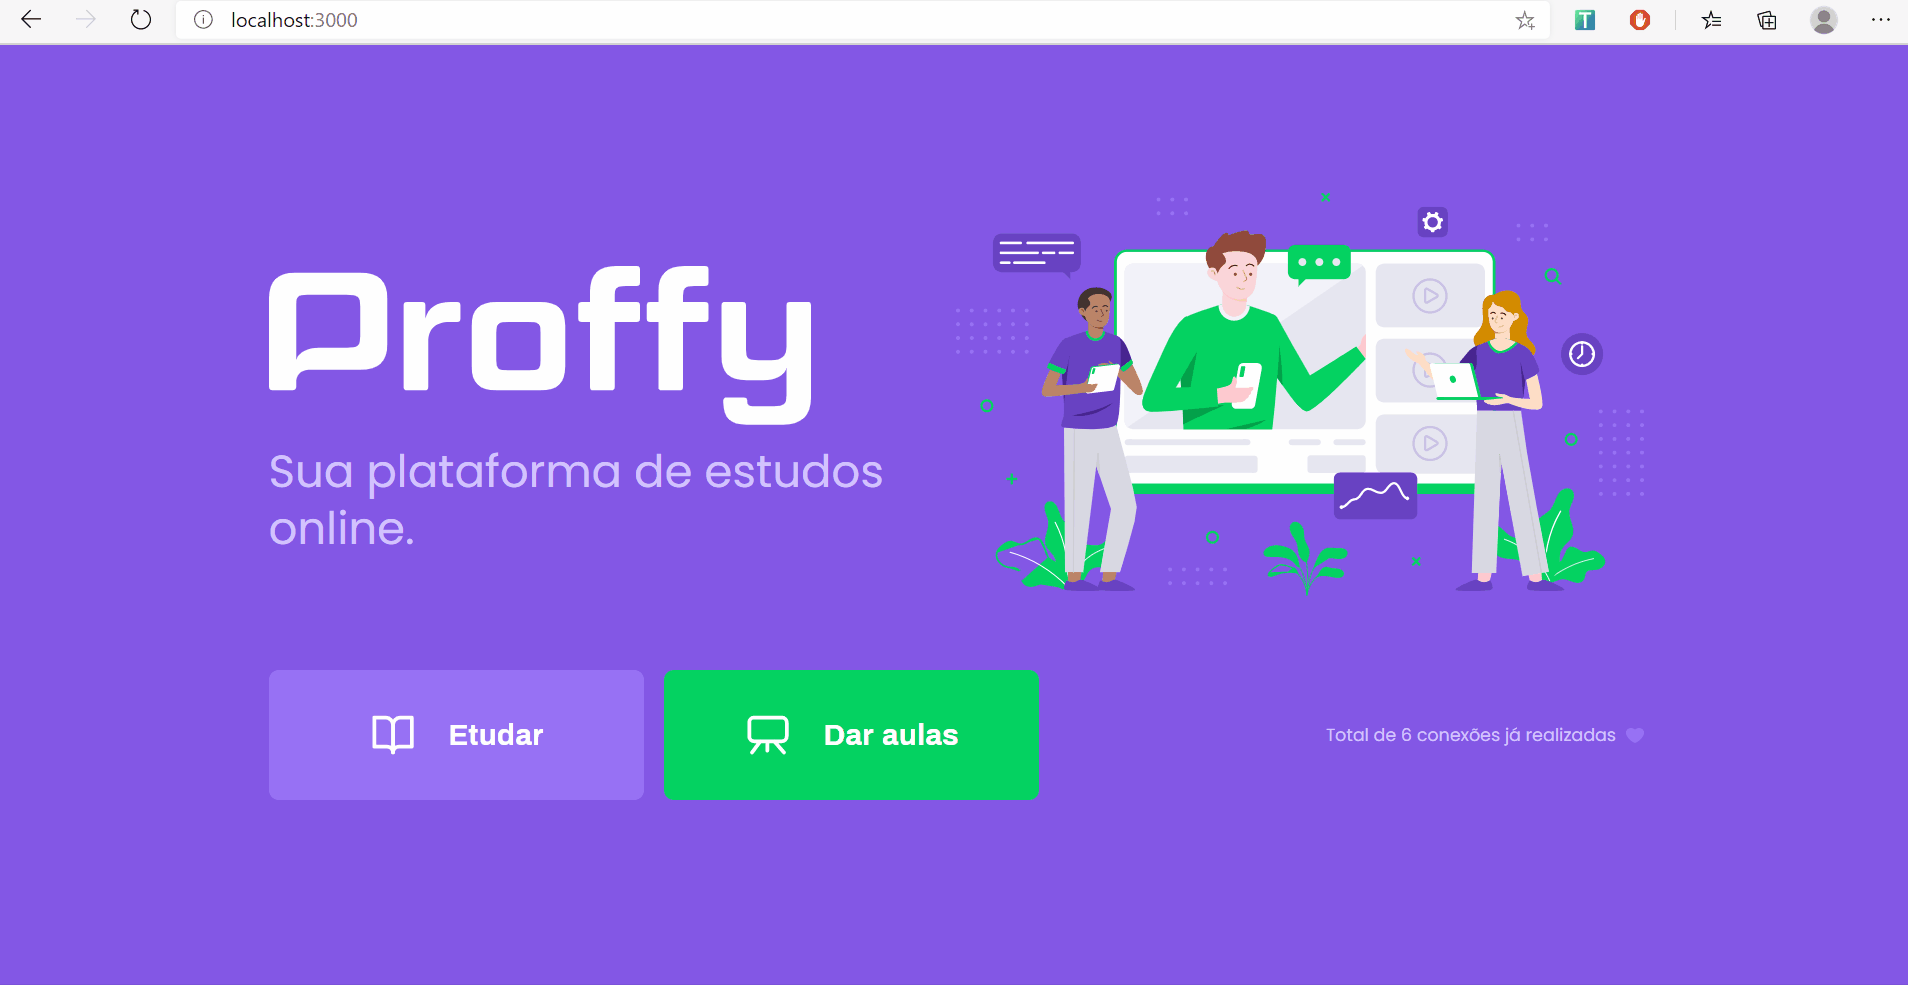 localhost:3000
T
Proffy
Sua plataforma de estudos
online.
Etudar
Dar aulas
Total de 6 conexões já realizadas